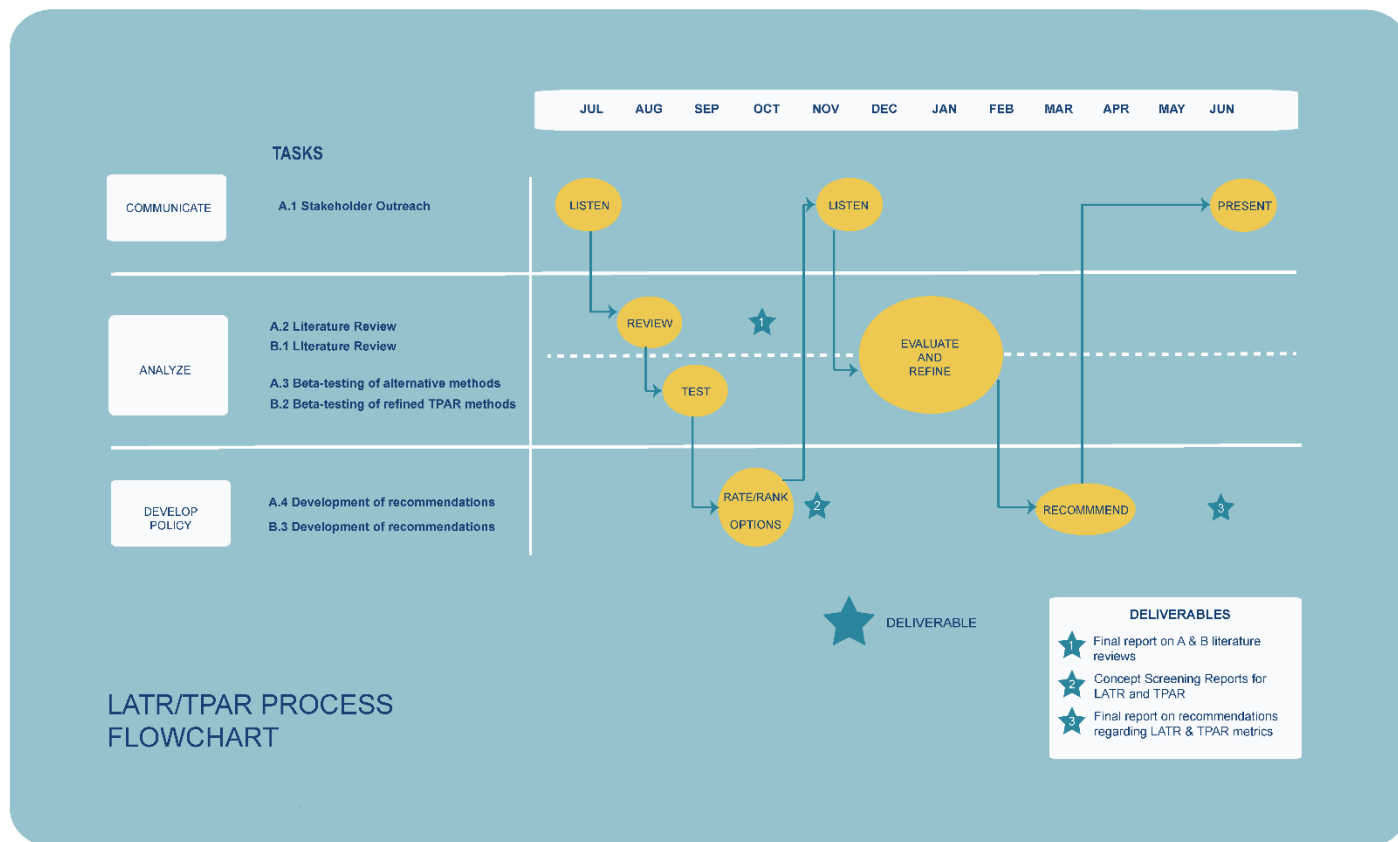 JUL AUG SEP OCT NOV DEC JAN FEB MAR APR MAY JUN
TASKS
COMMUNICATE
A.1 Stakeholder Outreach
LISTEN
LISTEN
PRESENT
ANALYZE
A.2 Literature Review
B.1 LIterature Review
A.3 Beta-testing of alternative methods
B.2 Beta-testing of refined TPAR methods
REVIEW
1
TEST
EVALUATE
AND
REFINE
DEVELOP
POLICY
A.4 Development of recommendations
B.3 Development of recommendations
RATE/RANK
OPTIONS
2
RECOMMMEND
3
DELIVERABLE
DELIVERABLES
1 Final report on A & B literature
reviews
2 Concept Screening Reports for
LATR and TPAR
3 Final report on recommendations
regarding LATR & TPAR metrics
LATR/TPAR PROCESS
FLOWCHART